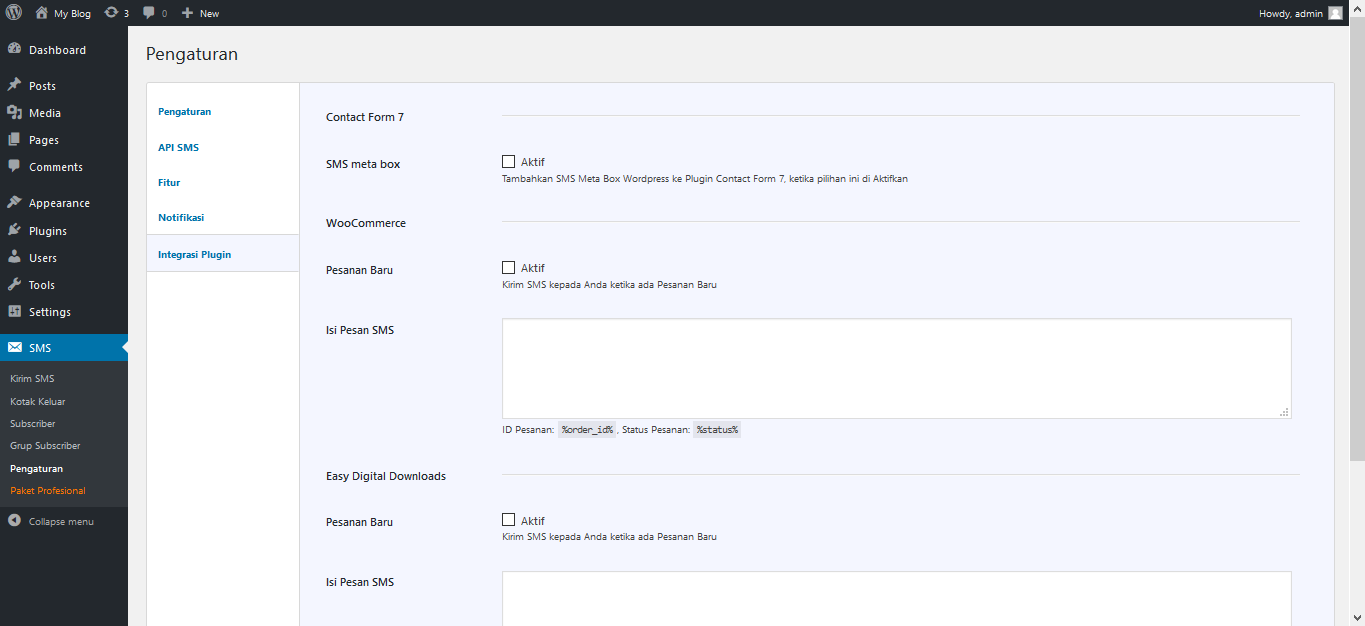 My Blog 3 0 New Howdy, admin
Dashboard
Posts
Media
Pages
Comments
Appearance
Plugins
Users
Tools
Settings
SMS
Kirim SMS
Kotak Keluar
Subscriber
Grup Subscriber
Pengaturan
Paket Profesional
Collapse menu
Pengaturan
Pengaturan
API SMS
Fitur
Notifikasi
Integrasi Plugin
Contact Form 7
SMS meta box Aktif
Tambahkan SMS Meta Box Wordpress ke Plugin Contact Form 7, ketika pilihan ini di Aktifkan
WooCommerce
Pesanan Baru Aktif
Kirim SMS kepada Anda ketika ada Pesanan Baru
Isi Pesan SMS
ID Pesanan: %order_id% , Status Pesanan: %status%
Easy Digital Downloads
Pesanan Baru Aktif
Kirim SMS kepada Anda ketika ada Pesanan Baru
Isi Pesan SMS